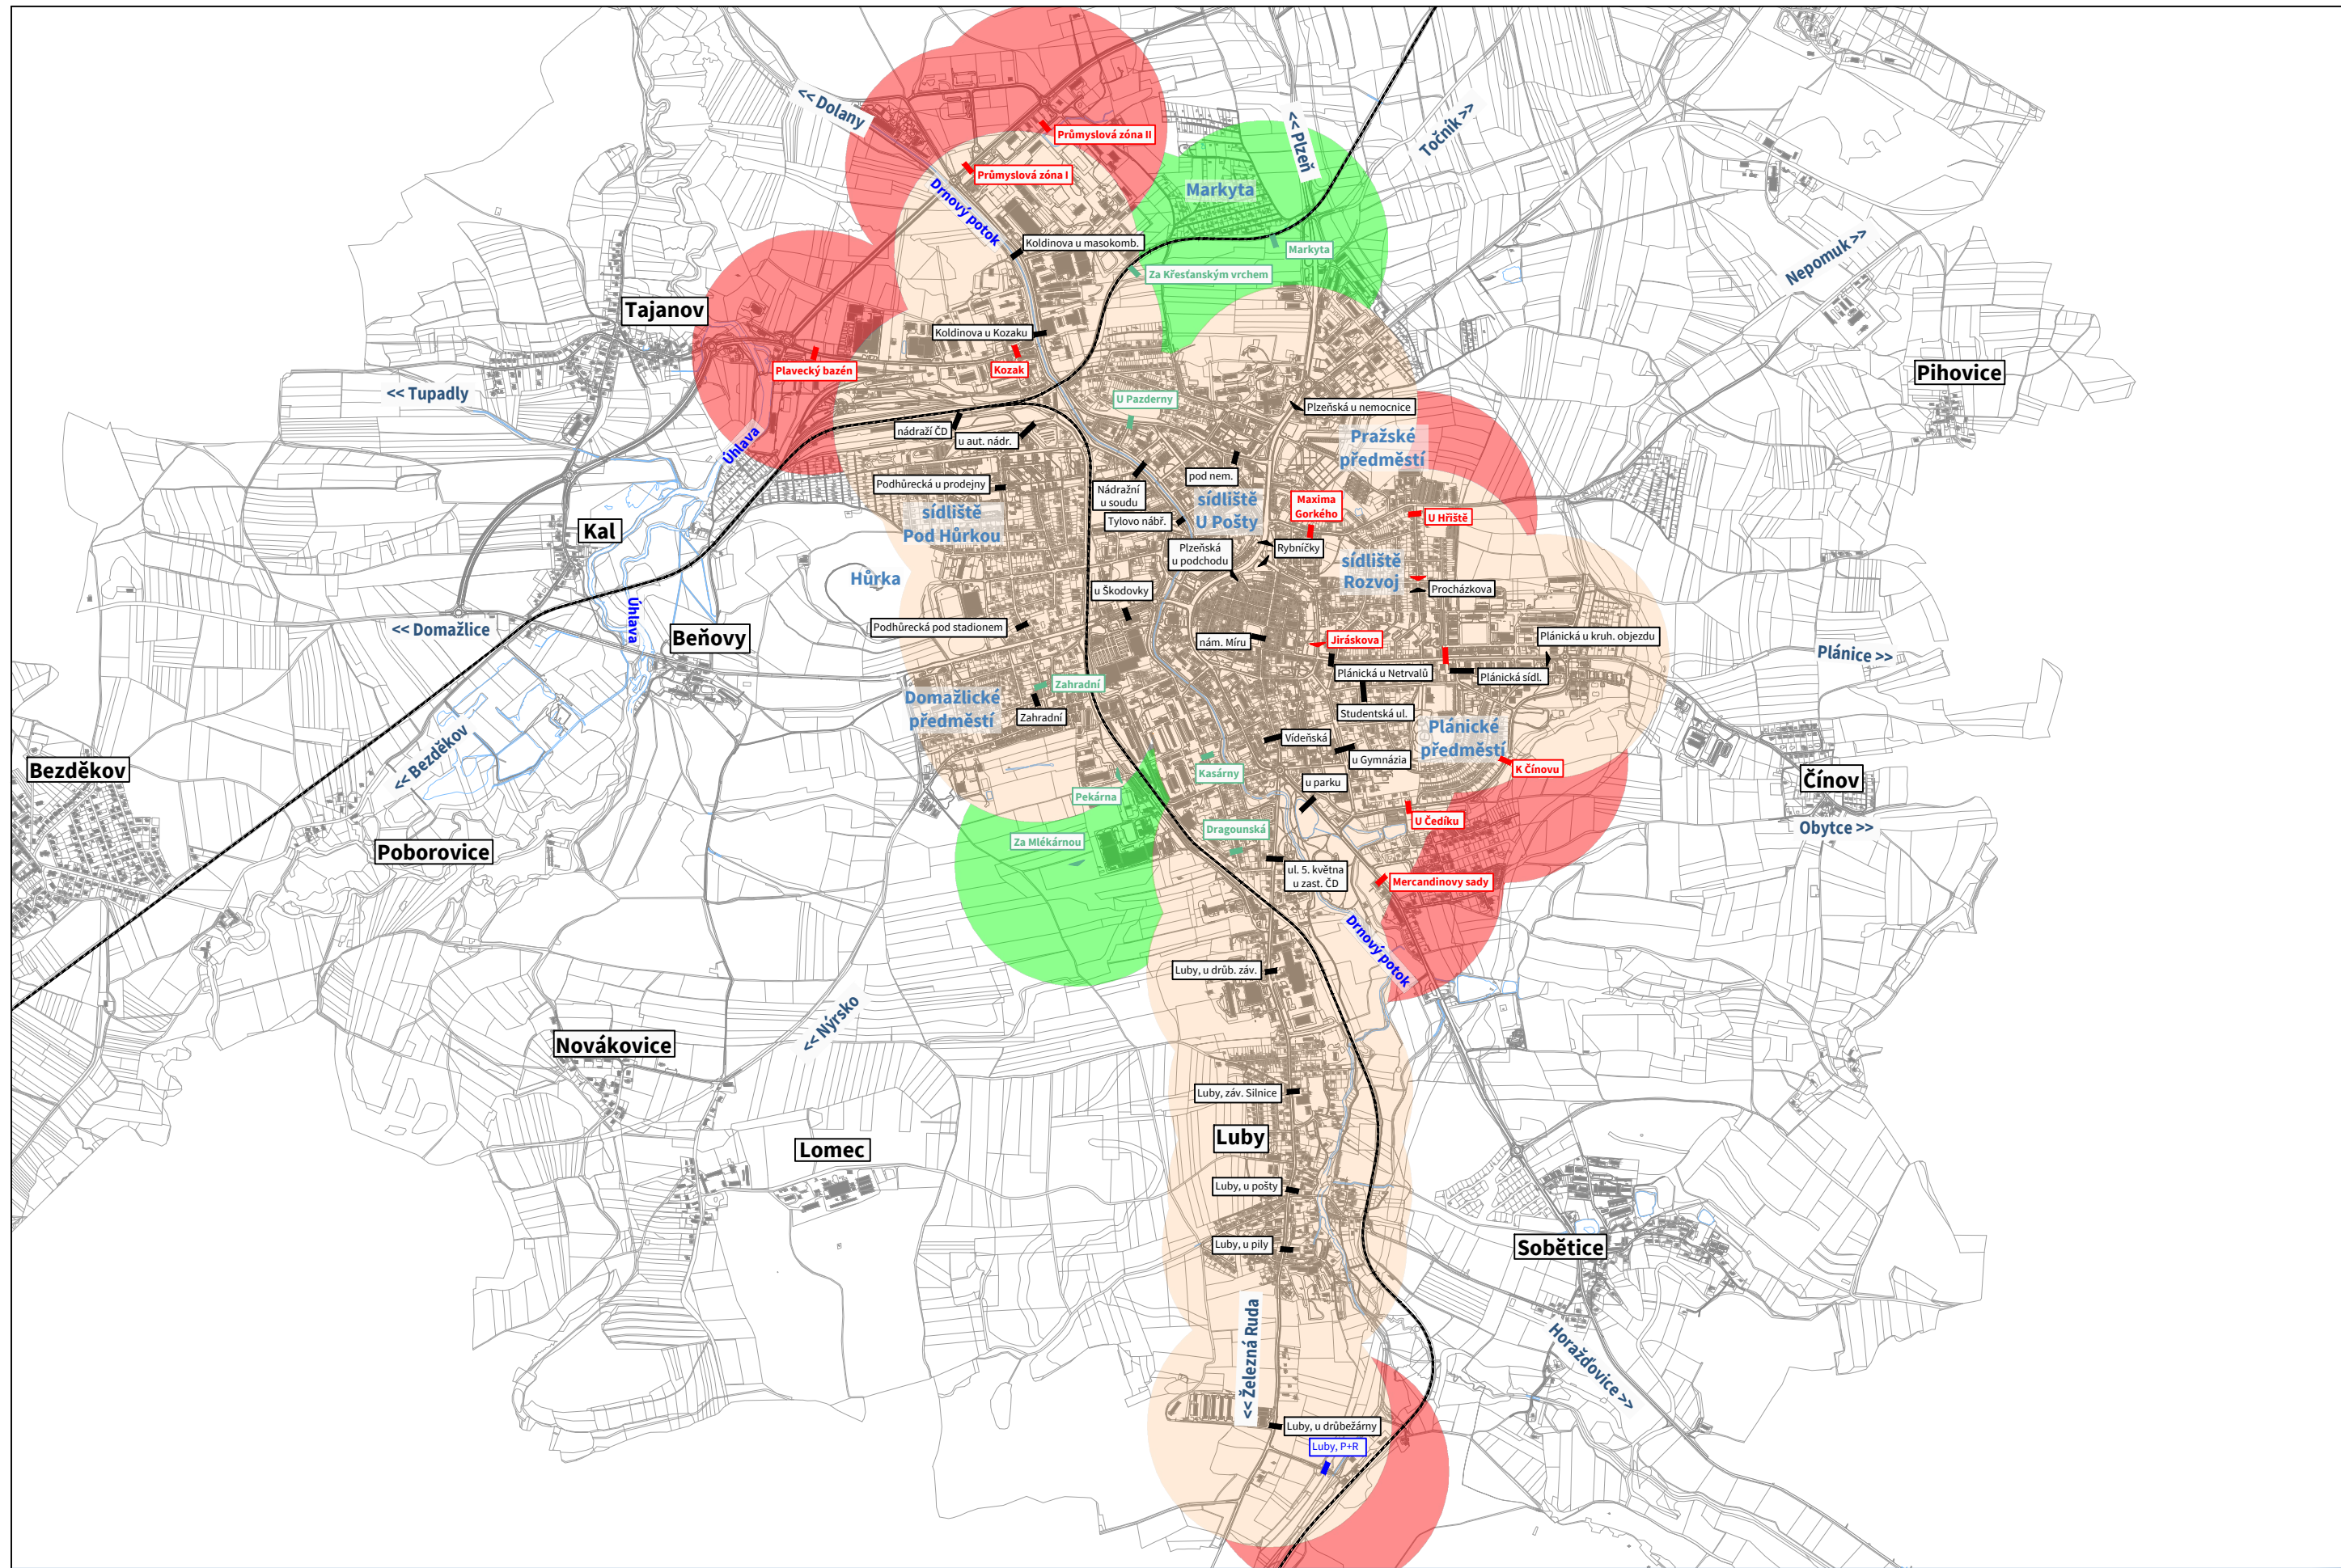 << Dolany
<< Plzeň
Točník >>
Průmyslová zóna II
Průmyslová zóna I
Markyta
Drnový potok
Koldinova u masokomb.
Markyta
Za Křesťanským vrchem
Nepomuk >>
Tajanov
Koldinova u Kozaku
Plavecký bazén
Kozak
Pihovice
<< Tupadly
U Pazderny
Plzeňská u nemocnice
nádraží ČD
u aut. nádr.
Úhlava
Pražské
předměstí
pod nem.
Podhůrecká u prodejny
Nádražní
u soudu
sídliště
U Pošty
Maxima
Gorkého
U Hřiště
sídliště
Pod Hůrkou
Tylovo nábř.
Kal
Plzeňská
u podchodu
Rybníčky
sídliště
Rozvoj
Hůrka
u Škodovky
Procházkova
Úhlava
<< Domažlice
Beňovy
Podhůrecká pod stadionem
nám. Míru
Jiráskova
Plánická u kruh. objezdu
Plánice >>
Plánická u Netrvalů
Plánická sídl.
Zahradní
Zahradní
Domažlické
předměstí
Studentská ul.
Vídeňská
Plánické
předměstí
u Gymnázia
<< Bezděkov
Bezděkov
Kasárny
K Čínovu
Čínov
u parku
Pekárna
U Čedíku
Obytce >>
Dragounská
Za Mlékárnou
Poborovice
ul. 5. května
u zast. ČD
Mercandinovy sady
Drnový potok
Luby, u drůb. záv.
<< Nýrsko
Novákovice
Luby, záv. Silnice
Luby
Lomec
Luby, u pošty
Luby, u pily
Sobětice
<< Železná Ruda
Horažďovice >>
Luby, u drůbežárny
Luby, P+R